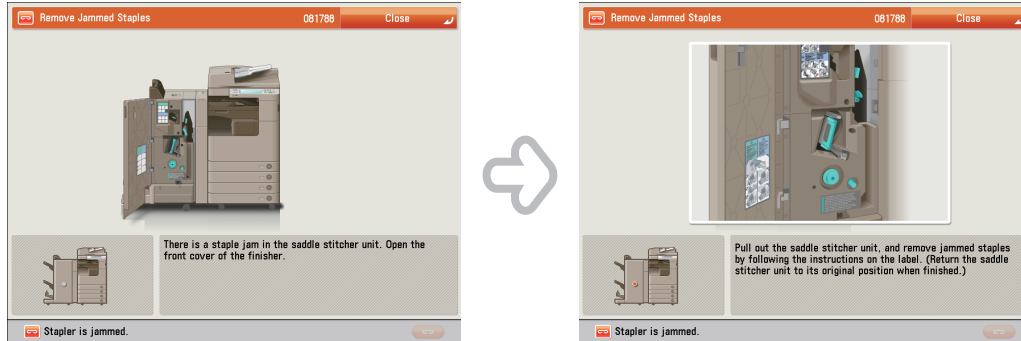 Remove Jammed Staples 081788 Close
There is a staple jam in the saddle stitcher unit. Open the
front cover of the finisher.
Stapler is jammed.
Remove Jammed Staples 081788 Close
Pull out the saddle stitcher unit, and remove jammed staples
by following the instructions on the label. (Return the saddle
stitcher unit to its original position when finished.)
Stapler is jammed.